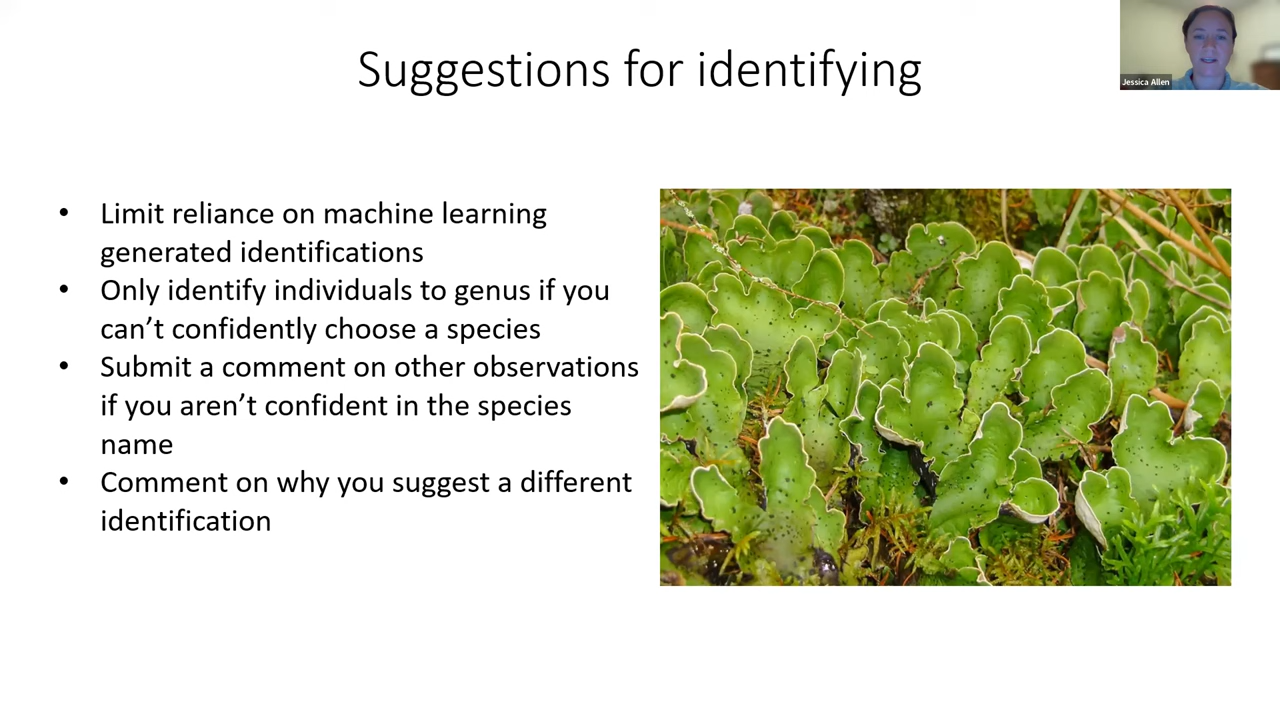 Suggestions for identifying
Jessica Allen
• Limit reliance on machine learning
generated identifications
• Only identify individuals to genus if you
can’t confidently choose a species
• Submit a comment on other observations
if you aren’t confident in the species
name
• Comment on why you suggest a different
identification